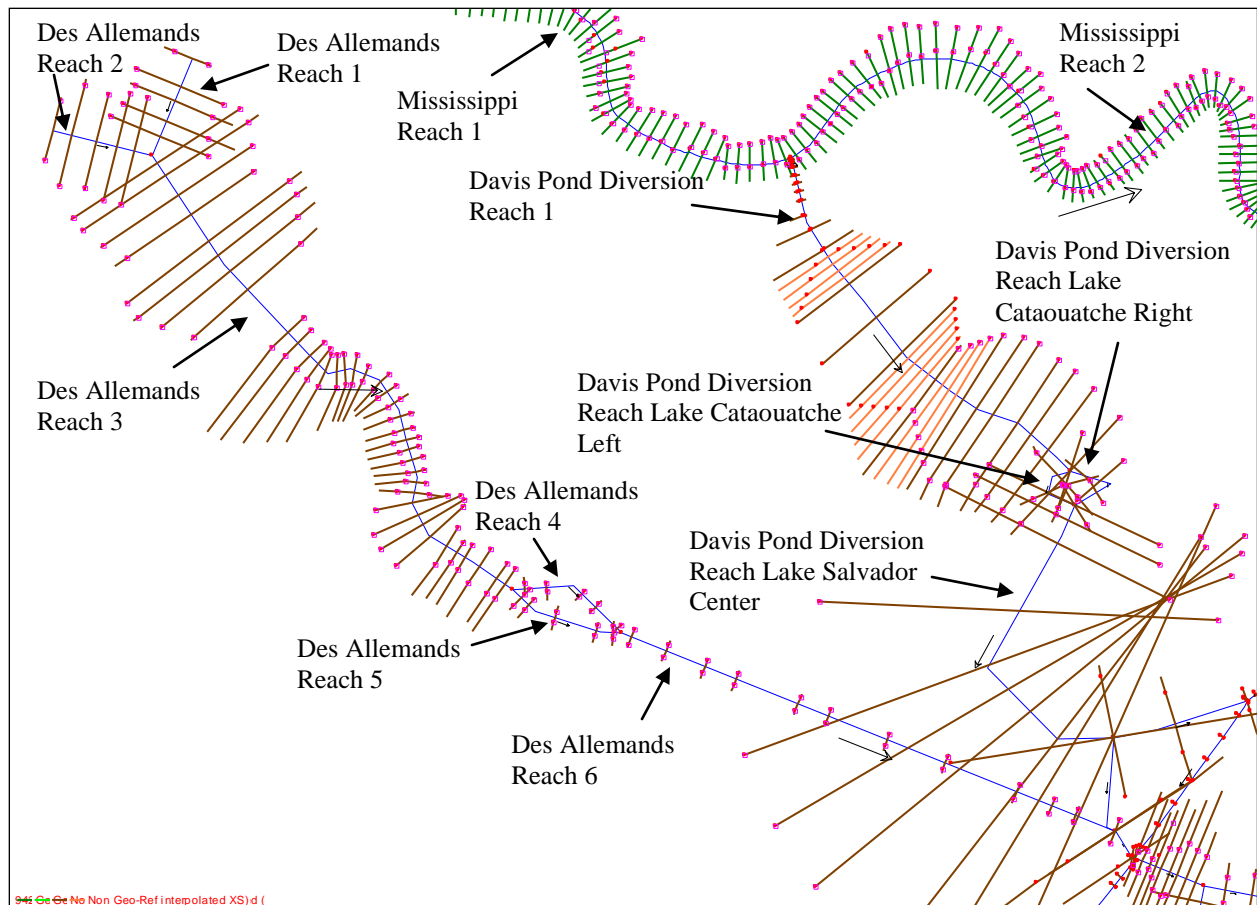 Des Allemands
Reach 2
Des Allemands
Reach 1
Mississippi
Reach 1
Mississippi
Reach 2
Davis Pond Diversion
Reach 1
Davis Pond Diversion
Reach Lake
Cataouatche Right
Des Allemands
Reach 3
Davis Pond Diversion
Reach Lake Cataouatche
Left
Des Allemands
Reach 4
Davis Pond Diversion
Reach Lake Salvador
Center
Des Allemands
Reach 5
Des Allemands
Reach 6
Non Geo-Ref interpolated XS